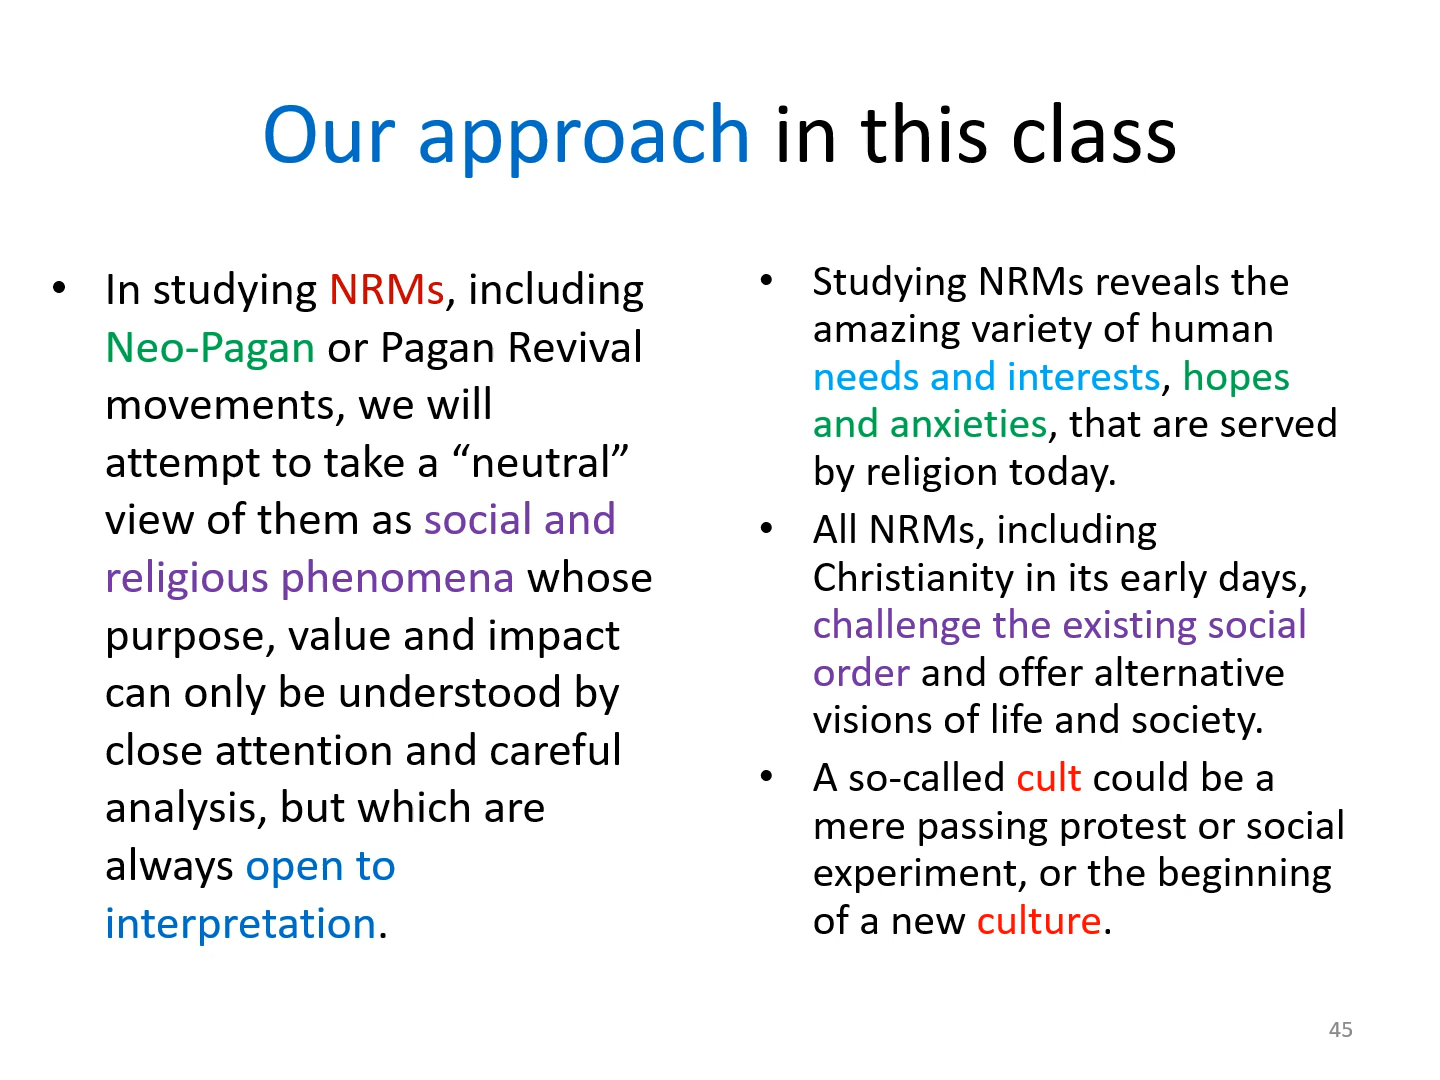 Our approach in this class
• In studying NRMs, including
Neo-Pagan or Pagan Revival
movements, we will
attempt to take a “neutral”
view of them as social and
religious phenomena whose
purpose, value and impact
can only be understood by
close attention and careful
analysis, but which are
always open to
interpretation.
• Studying NRMs reveals the
amazing variety of human
needs and interests, hopes
and anxieties, that are served
by religion today.
• All NRMs, including
Christianity in its early days,
challenge the existing social
order and offer alternative
visions of life and society.
• A so-called cult could be a
mere passing protest or social
experiment, or the beginning
of a new culture.
45